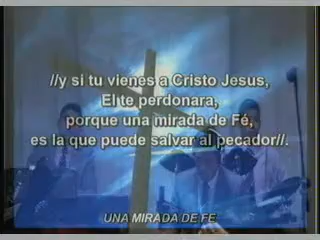 //y si tu vienes a Cristo Jesus,
El te perdonara,
porque una mirada de Fé,
es la que puede salvar al pecador//.
UNA MIRADA DE FE